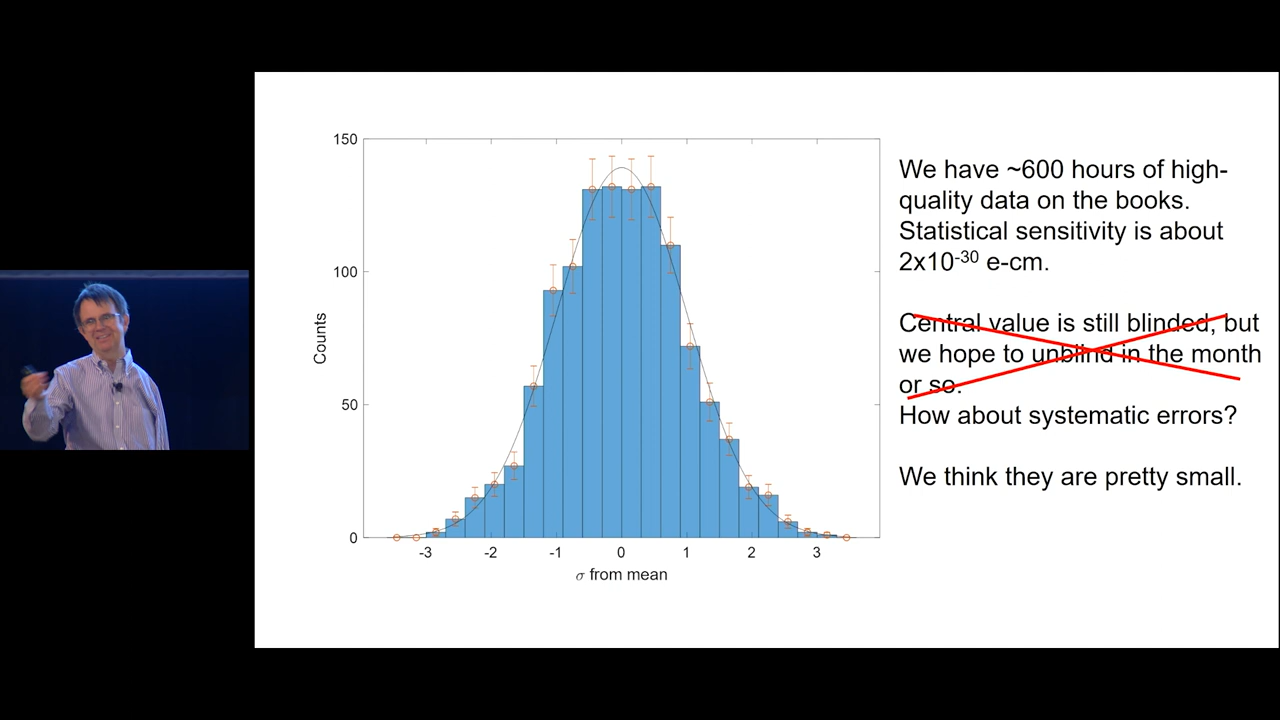 150
100
50
0
Counts
-3 -2 -1 0 1 2 3
σ from mean
We have ~600 hours of high-
quality data on the books.
Statistical sensitivity is about
2x10-30 e-cm.
Central value is still blinded, but
we hope to unblind in the month
or so.
How about systematic errors?
We think they are pretty small.